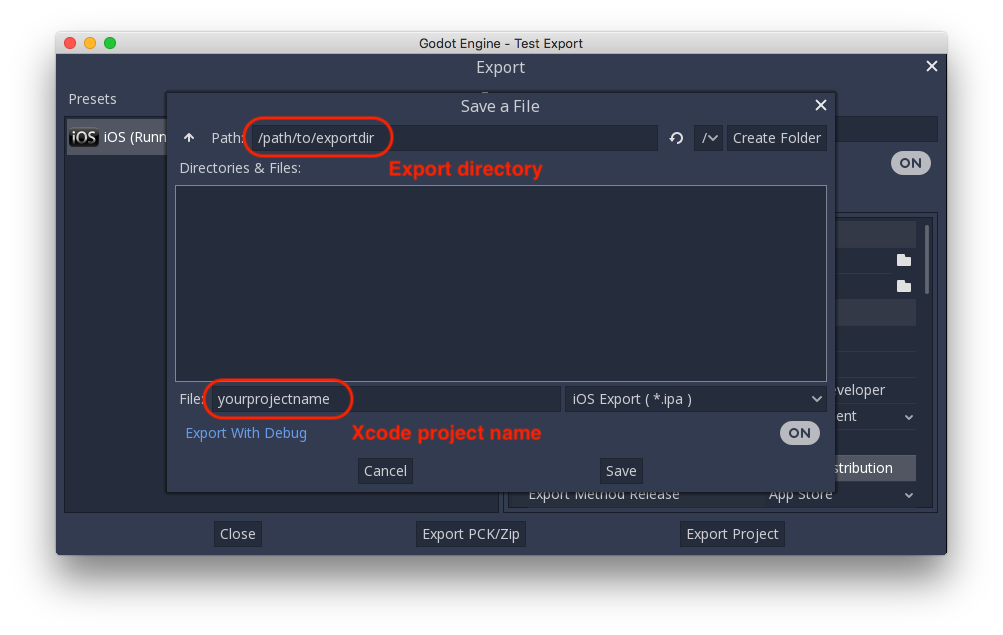 Godot Engine - Test Export
Export
Presets
Save a File
iOS iOS (Runn
Path: /path/to/exportdir
/
Create Folder
Directories & Files:
Export directory
ON
File: yourprojectname
iOS Export ( *.ipa )
Export With Debug
Xcode project name
ON
Cancel
Save
eveloper
ent
stribution
Export Method Release
App Store
Close
Export PCK/Zip
Export Project